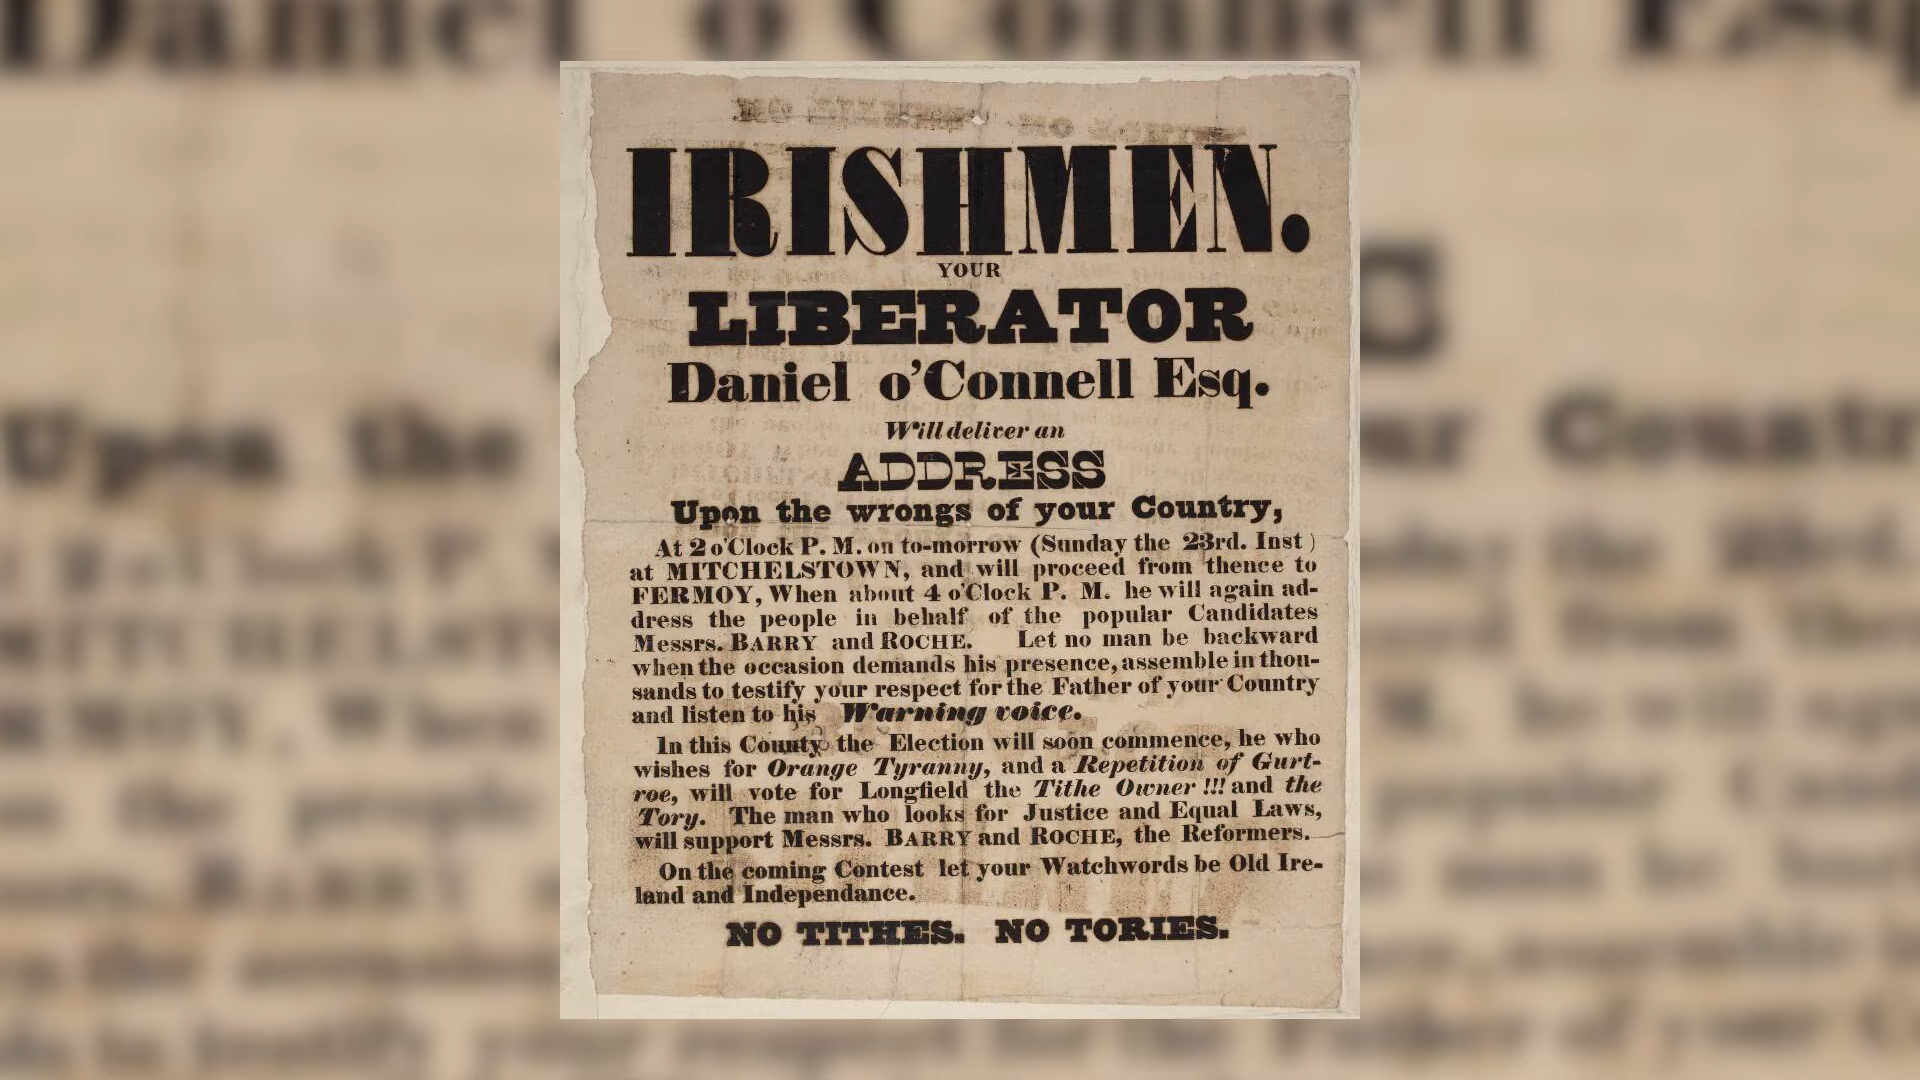 IRISHMEN.
YOUR
LIBERATOR
Daniel o'Connell Esq.
Will deliver an
ADDRESS
Upon the wrongs of your Country,
At 2 o'Clock P. M. on to-morrow (Sunday the 23rd. Inst)
at MITCHELSTOWN, and will proceed from thence to
FERMOY, When about 4 o'Clock P. M. he will again ad-
dress the people in behalf of the popular Candidates
Messrs. BARRY and ROCHE. Let no man be backward
when the occasion demands his presence, assemble in thou-
sands to testify your respect for the Father of your Country
and listen to his Warning voice.
In this County the Election will soon commence, he who
wishes for Orange Tyranny, and a Repetition of Gurt-
roe, will vote for Longfield the Tithe Owner!!! and the
Tory. The man who looks for Justice and Equal Laws,
will support Messrs. BARRY and ROCHE, the Reformers.
On the coming Contest let your Watchwords be Old Ire-
land and Independance.
NO TITHES. NO TORIES.